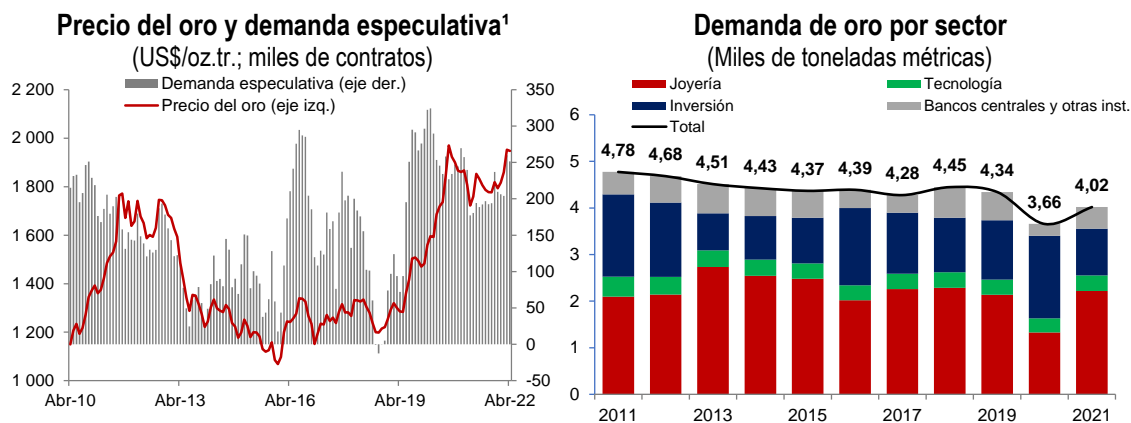 Precio del oro y demanda especulativa¹
(US$/oz.tr.; miles de contratos)
Demanda especulativa (eje der.)
Precio del oro (eje izq.)
2 200
2 000
1 800
1 600
1 400
1 200
1 000
350
300
250
200
150
100
50
0
-50
Abr-10
Abr-13
Abr-16
Abr-19
Abr-22
Demanda de oro por sector
(Miles de toneladas métricas)
Joyería
Tecnología
Inversión
Bancos centrales y otras inst.
Total
6
5
4
3
2
1
0
4,78
4,68
4,51
4,43
4,37
4,39
4,28
4,45
4,34
3,66
4,02
2011
2013
2015
2017
2019
2021